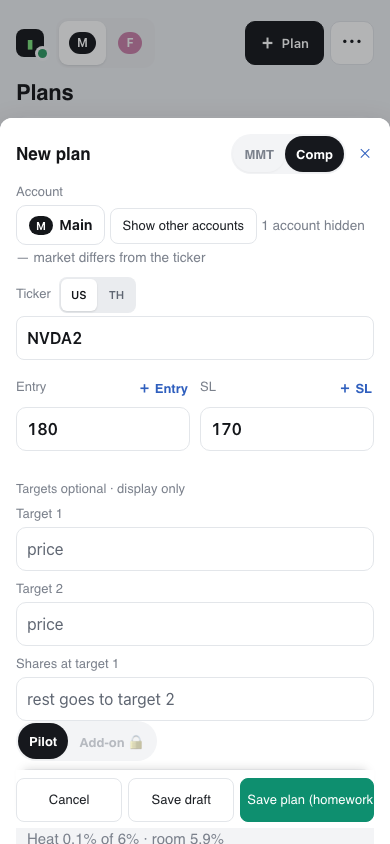 M F + Plan ...
Plans
New plan MMT Comp ×
Account
M Main Show other accounts 1 account hidden
— market differs from the ticker
Ticker US TH
NVDA2
Entry + Entry SL + SL
180 170
Targets optional · display only
Target 1
price
Target 2
price
Shares at target 1
rest goes to target 2
Pilot Add-on 🔒
Cancel Save draft Save plan (homework
Heat 0.1% of 6% · room 5.9%